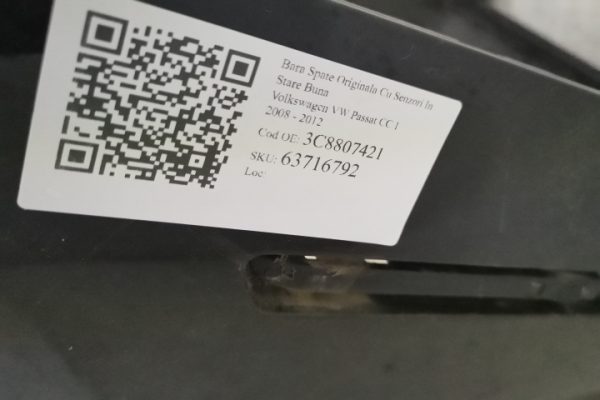 Bara Spate Originala Cu Senzori In
Stare Buna
Volkswagen VW Passat CC 1
2008 - 2012
Cod OE: 3C8807421
SKU: 63716792
Loc: